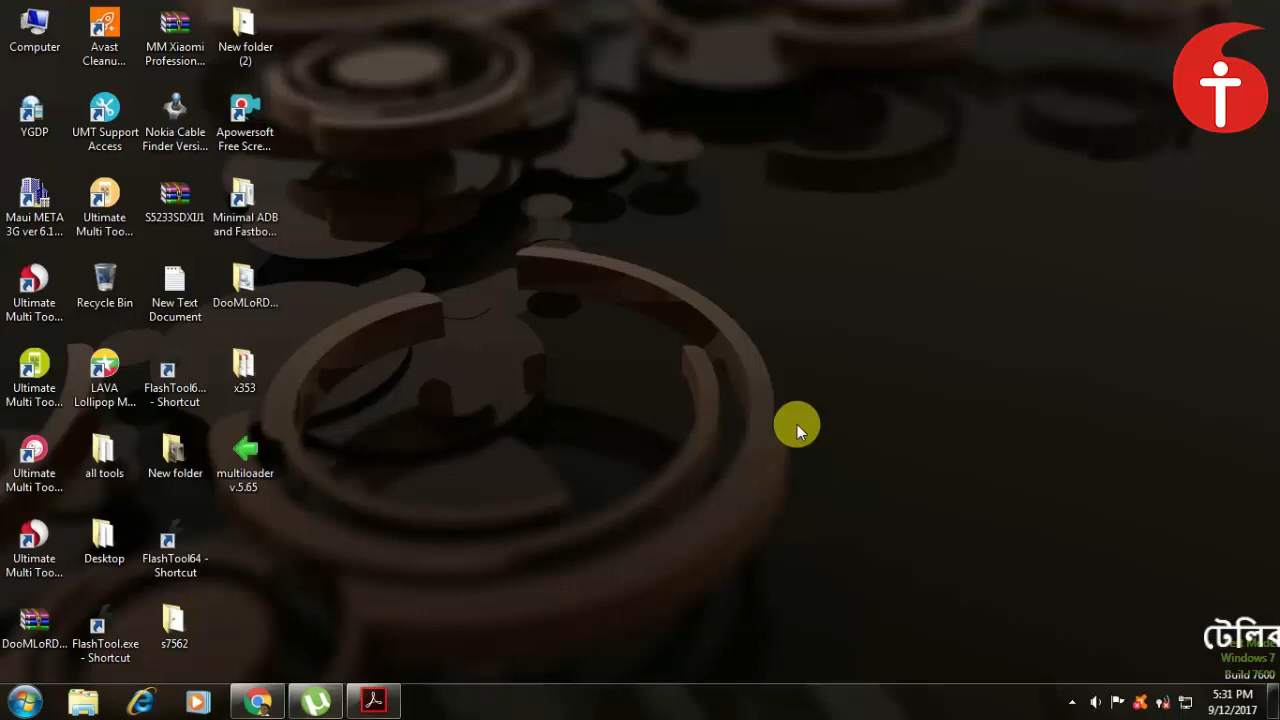 Computer
Avast
Cleanu...
MM Xiaomi
Profession...
New folder
(2)
YGDP
UMT Support
Access
Nokia Cable
Finder Versi...
Apowersoft
Free Scre...
Maui META
3G ver 6.1...
Ultimate
Multi Too...
S5233SDXIJ1
Minimal ADB
and Fastbo...
Ultimate
Multi Too...
Recycle Bin
New Text
Document
DooMLoRD...
Ultimate
Multi Too...
LAVA
Lollipop M...
FlashTool6...
- Shortcut
x353
Ultimate
Multi Too...
all tools
New folder
multiloader
v.5.65
Ultimate
Multi Too...
Desktop
FlashTool64 -
Shortcut
DooMLoRD...
FlashTool.exe
- Shortcut
s7562
টেলিক
Mode
Windows 7
Build 7600
5:31 PM
9/12/2017